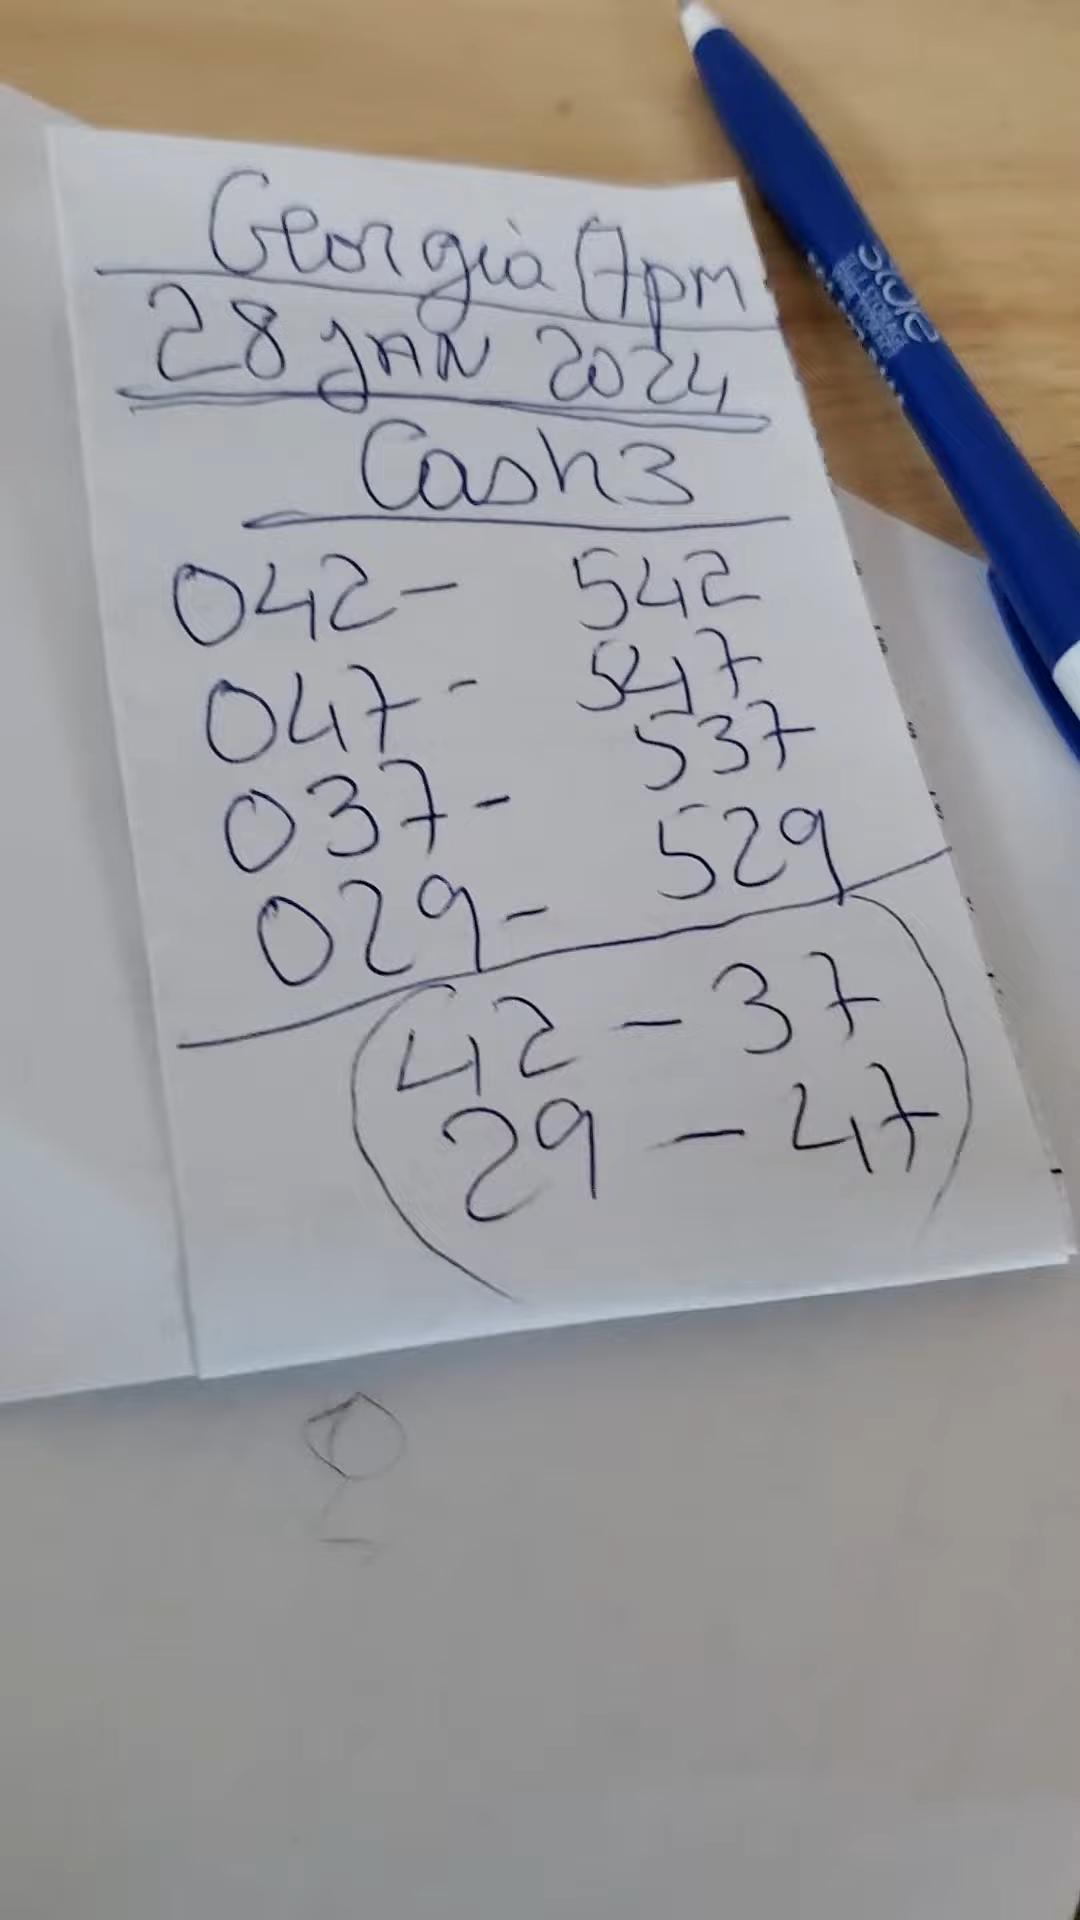 Georgia (7pm
28 JAN 2024
Cash3
042- 542
047- 547
037- 537
029- 529
42 - 37
29 - 47